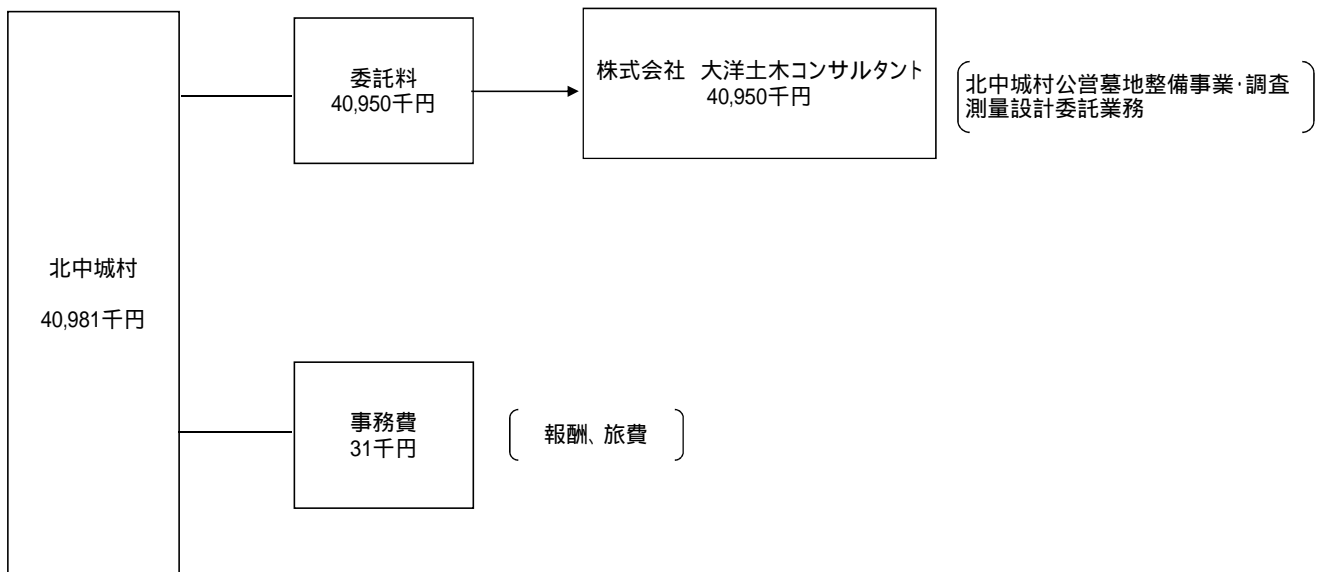 北中城村
40,981千円
委託料
40,950千円
株式会社 大洋土木コンサルタント
40,950千円
北中城村公営墓地整備事業・調査
測量設計委託業務
事務費
31千円
報酬、旅費